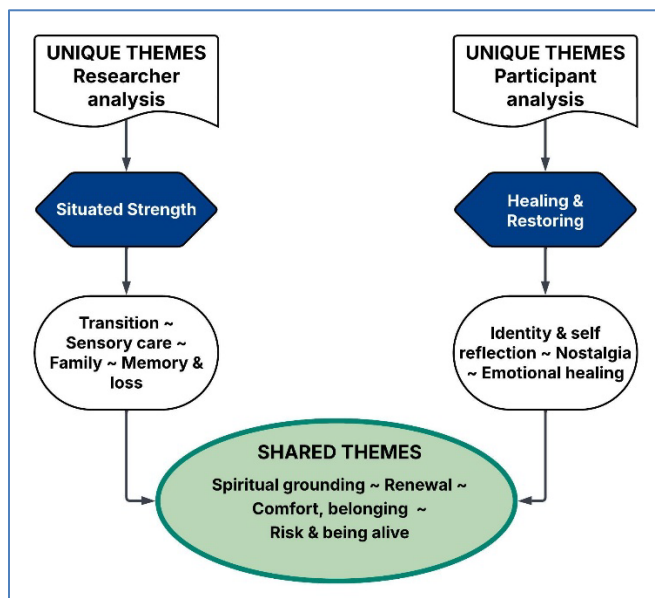 UNIQUE THEMES
Researcher
analysis
UNIQUE THEMES
Participant
analysis
Situated Strength
Healing &
Restoring
Transition ~
Sensory care ~
Family ~ Memory &
loss
Identity & self
reflection ~ Nostalgia
~ Emotional healing
SHARED THEMES
Spiritual grounding ~ Renewal ~
Comfort, belonging ~
Risk & being alive